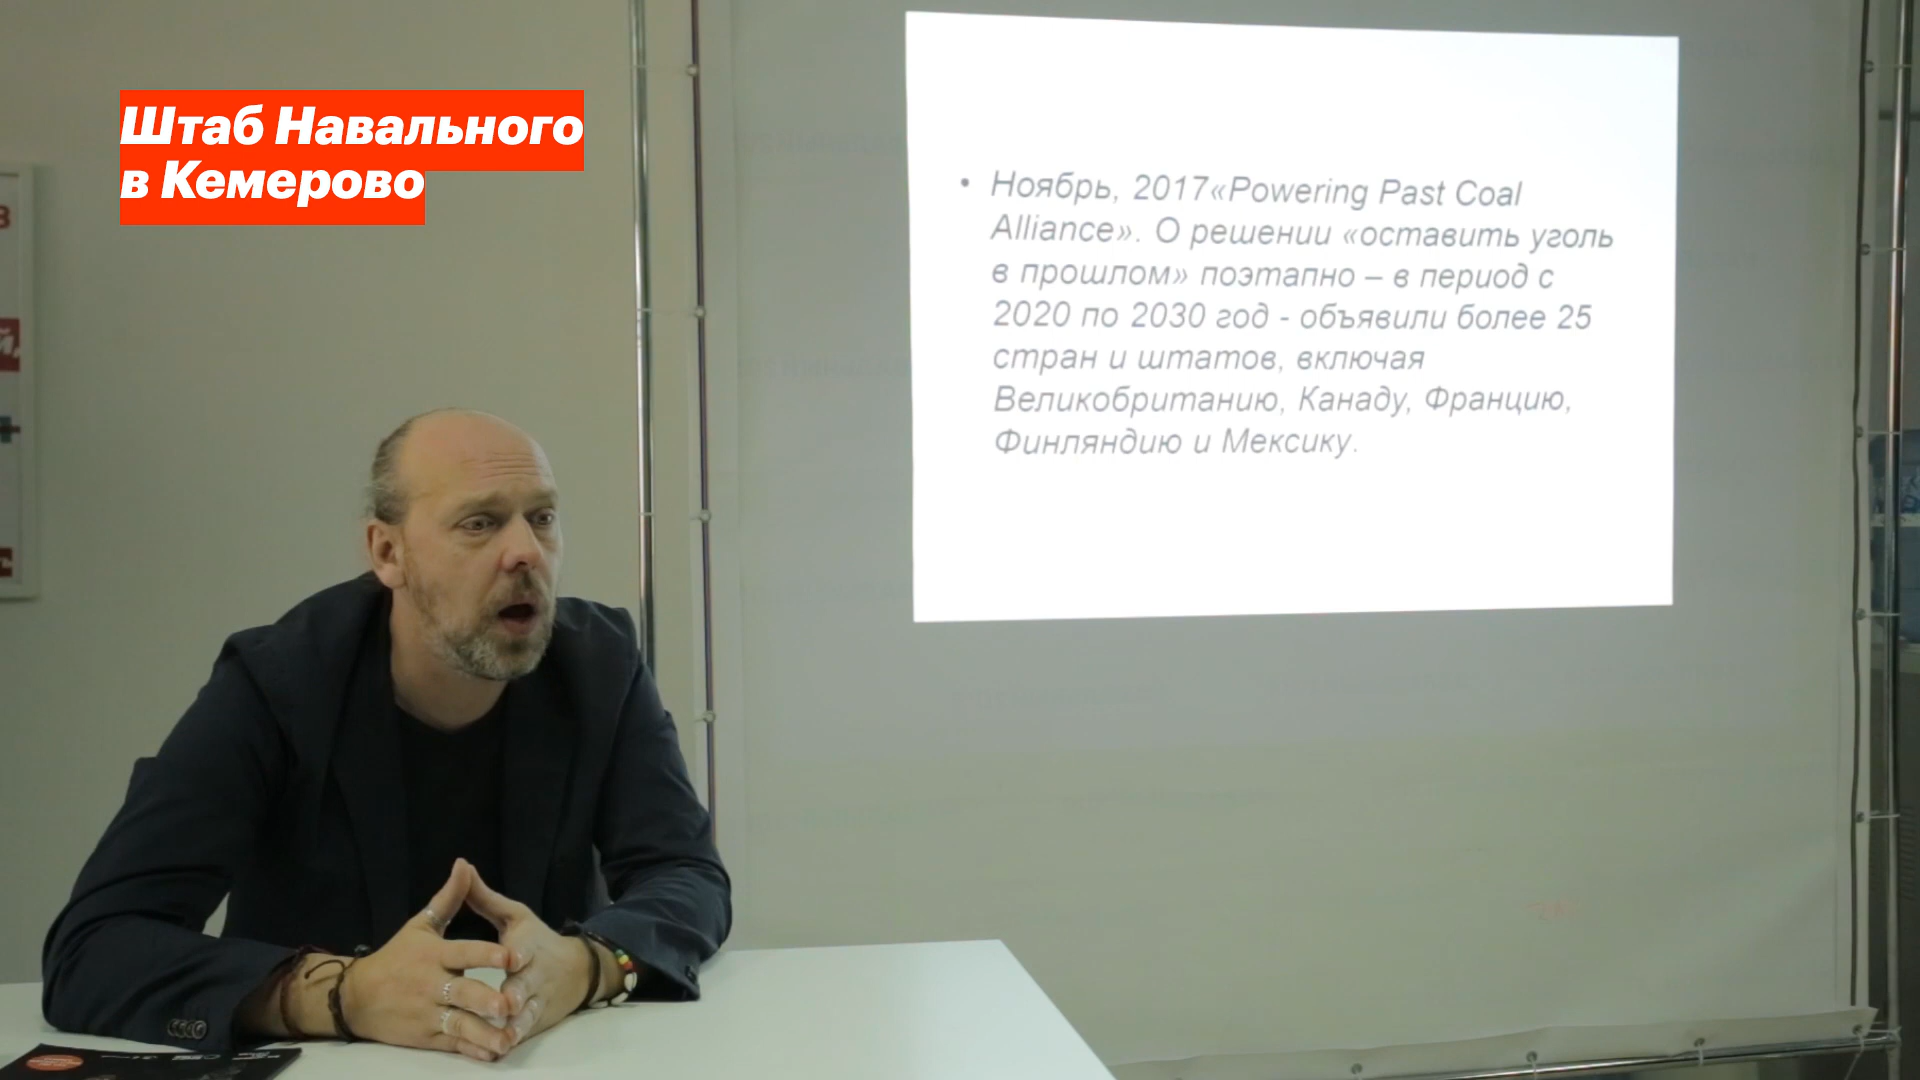 Штаб Навального
в Кемерово
• Ноябрь, 2017«Powering Past Coal
Alliance». О решении «оставить уголь
в прошлом» поэтапно – в период с
2020 по 2030 год - объявили более 25
стран и штатов, включая
Великобританию, Канаду, Францию,
Финляндию и Мексику.